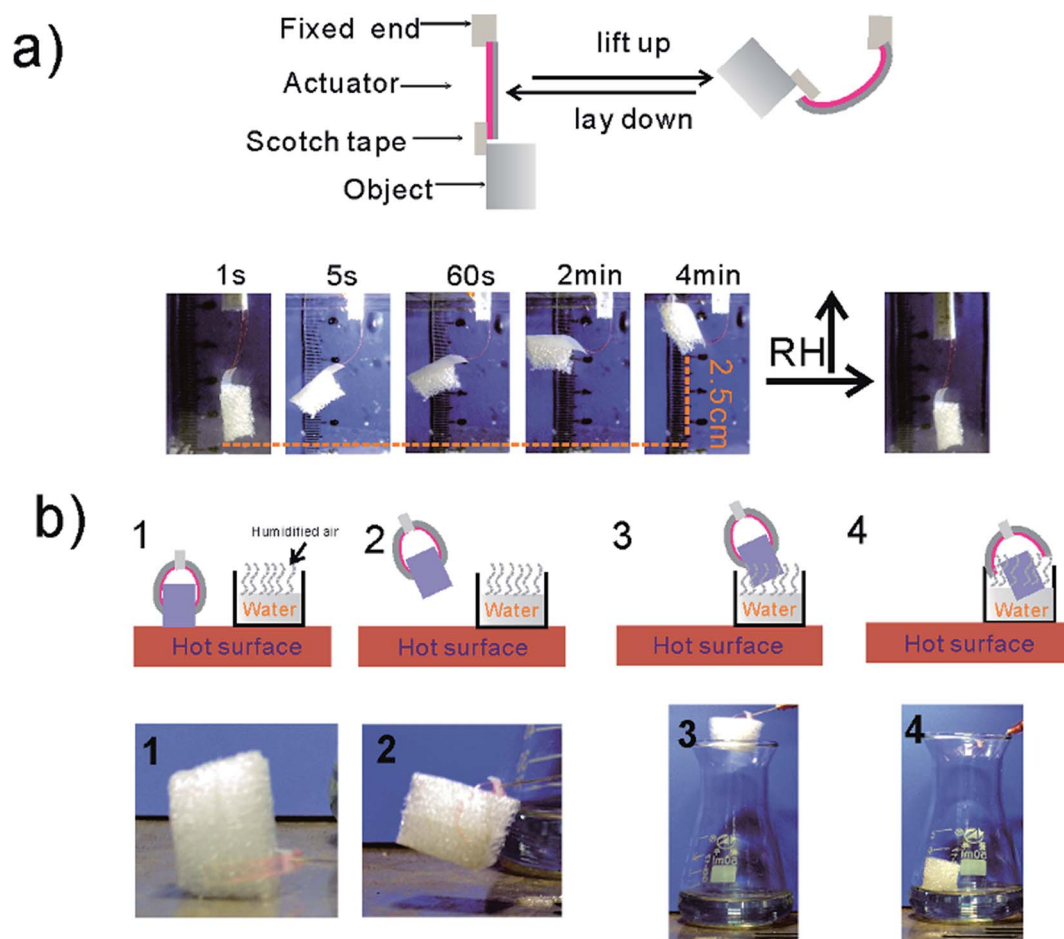 a)
Fixed end
Actuator
Scotch tape
Object
lift up
lay down
1s
5s
60s
2min
4min
2.5cm
RH
b)
1
Humidified air
2
3
4
Water
Water
Water
Water
Hot surface
Hot surface
Hot surface
Hot surface
1
2
3
4
50ml